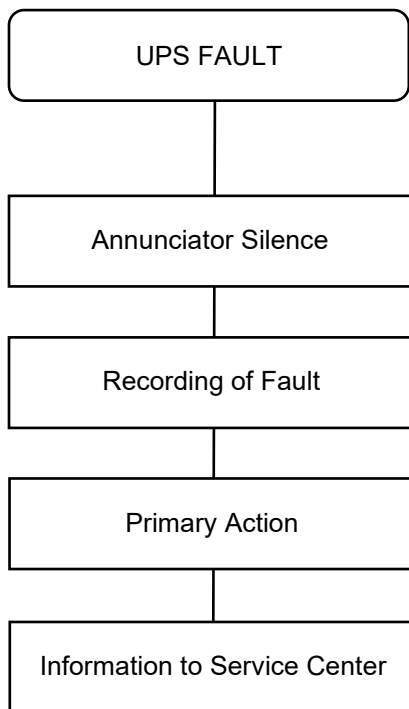 UPS FAULT
Annunciator Silence
Recording of Fault
Primary Action
Information to Service Center